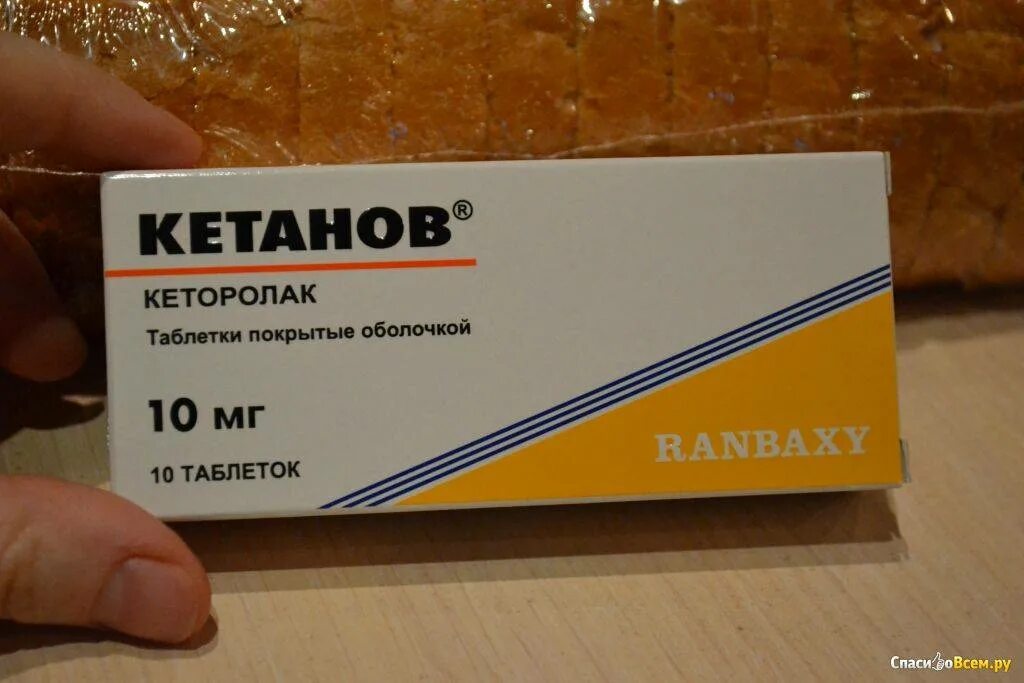 КЕТАНОВ®
КЕТОРОЛАК
Таблетки покрытые оболочкой
10 мг
10 ТАБЛЕТОК
RANBAXY
СпасибоВсем.ру